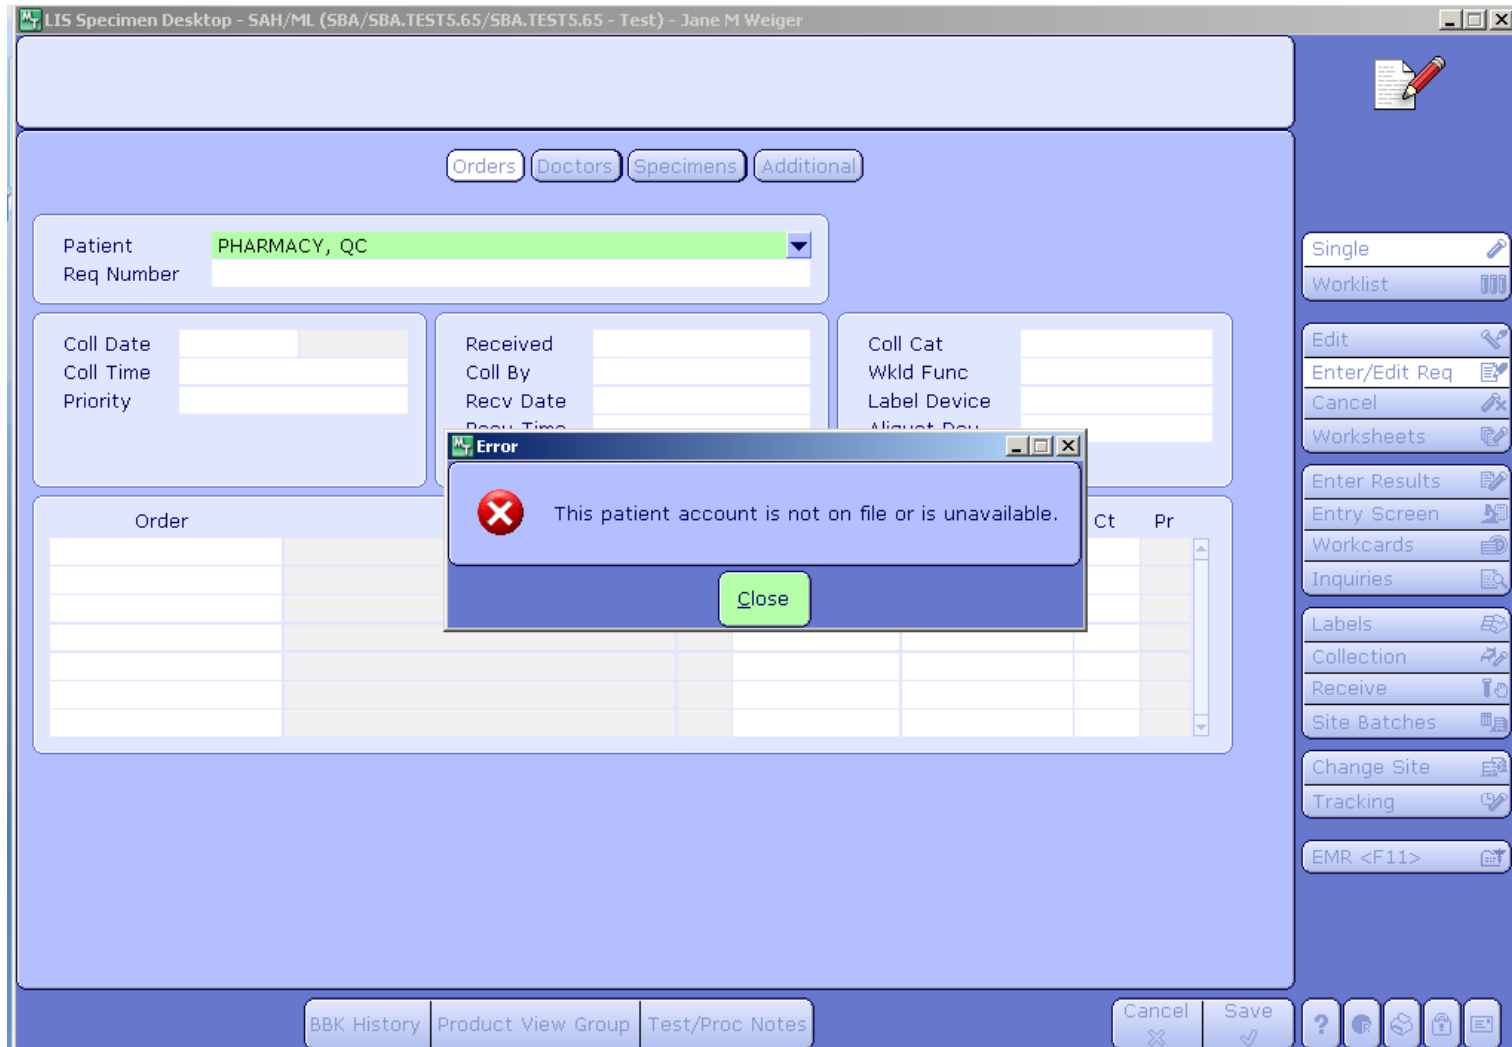 LIS Specimen Desktop - SAH/ML (SBA/SBA.TEST5.65/SBA.TEST5.65 - Test) - Jane M Weiger
Orders Doctors Specimens Additional
Patient PHARMACY, QC
Req Number
Coll Date
Coll Time
Priority
Received
Coll By
Recv Date
Recv Time
Coll Cat
Wkld Func
Label Device
Aliquot Dev
Error
This patient account is not on file or is unavailable.
Close
Order Ct Pr
Single
Worklist
Edit
Enter/Edit Req
Cancel
Worksheets
Enter Results
Entry Screen
Workcards
Inquiries
Labels
Collection
Receive
Site Batches
Change Site
Tracking
EMR <F11>
BBK History Product View Group Test/Proc Notes
Cancel Save
?